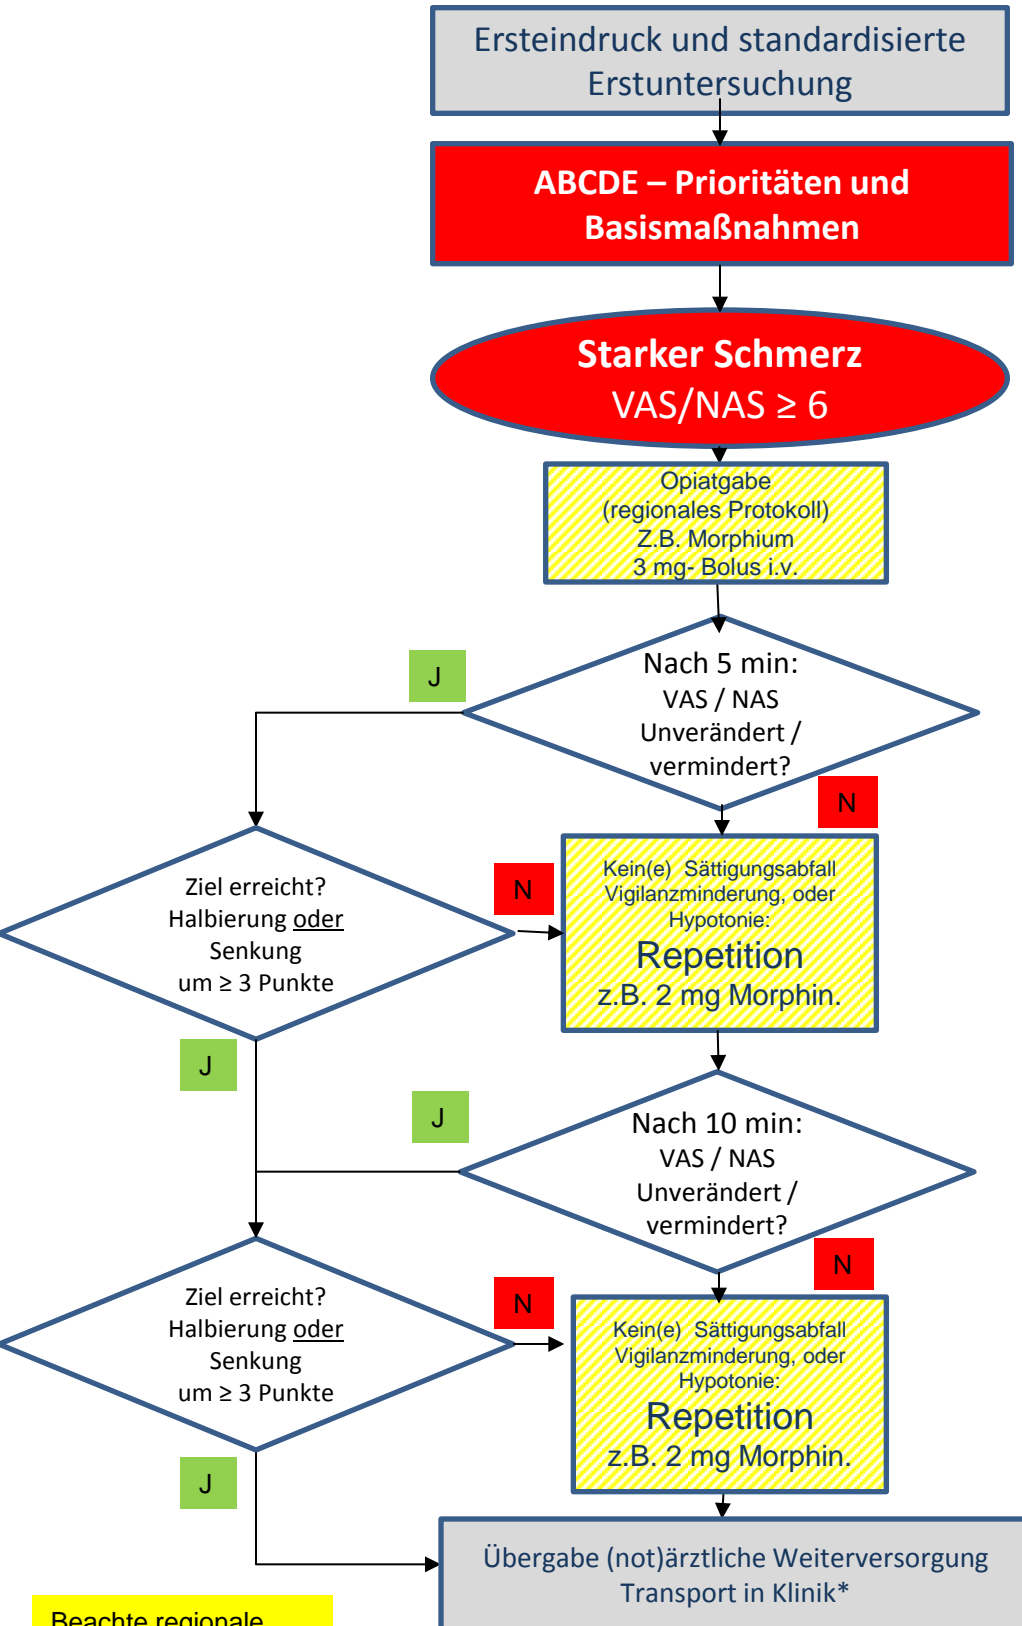 Ersteindruck und standardisierte
Erstuntersuchung
ABCDE – Prioritäten und
Basismaßnahmen
Starker Schmerz
VAS/NAS ≥ 6
Opiatgabe
(regionales Protokoll)
Z.B. Morphium
3 mg- Bolus i.v.
Nach 5 min:
VAS / NAS
Unverändert /
vermindert?
J
N
Ziel erreicht?
Halbierung oder
Senkung
um ≥ 3 Punkte
N
Kein(e) Sättigungsabfall
Vigilanzminderung, oder
Hypotonie:
Repetition
z.B. 2 mg Morphin.
J
J
Nach 10 min:
VAS / NAS
Unverändert /
vermindert?
N
Ziel erreicht?
Halbierung oder
Senkung
um ≥ 3 Punkte
N
Kein(e) Sättigungsabfall
Vigilanzminderung, oder
Hypotonie:
Repetition
z.B. 2 mg Morphin.
J
Übergabe (not)ärztliche Weiterversorgung
Transport in Klinik*
Beachte regionale